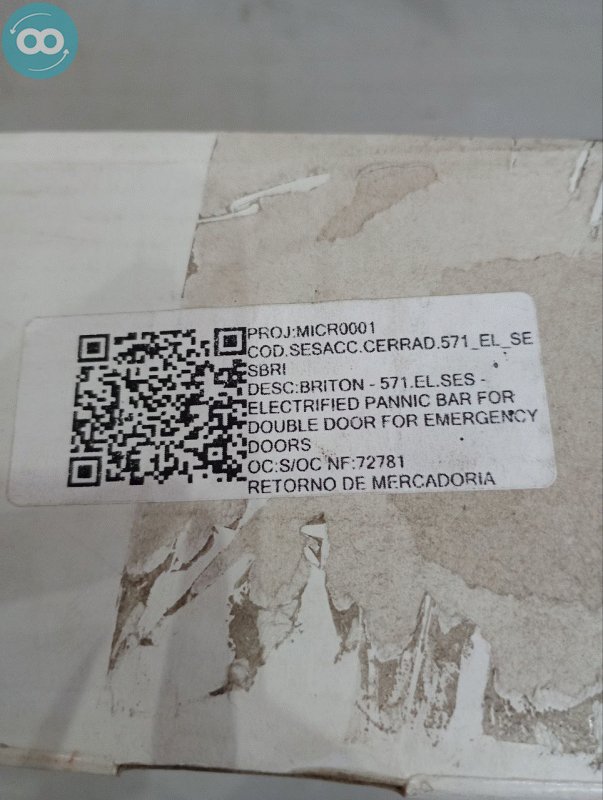 PROJ:MICR0001
COD.SESACC.CERRAD.571_EL_SE
SBRI
DESC:BRITON - 571.EL.SES -
ELECTRIFIED PANNIC BAR FOR
DOUBLE DOOR FOR EMERGENCY
DOORS
OC:S/OC NF:72781
RETORNO DE MERCADORIA